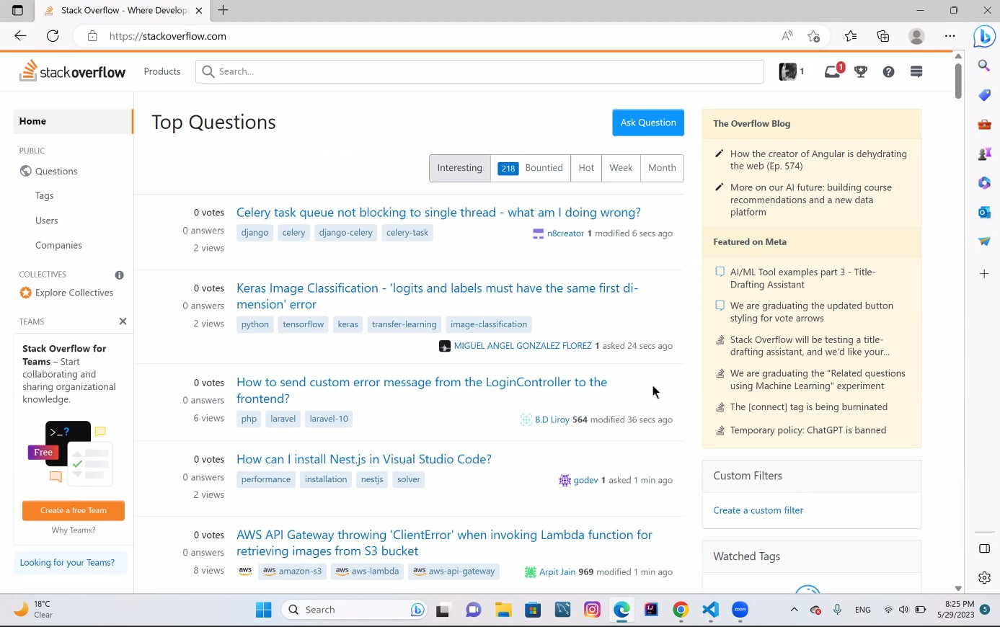 Stack Overflow - Where Develop
https://stackoverflow.com
stackoverflow
Products
Search...
1
1
Home
PUBLIC
Questions
Tags
Users
Companies
COLLECTIVES
Explore Collectives
TEAMS
Stack Overflow for
Teams – Start
collaborating and
sharing organizational
knowledge.
>_?
Free
Create a free Team
Why Teams?
Looking for your Teams?
Top Questions
Ask Question
Interesting
218 Bountied
Hot
Week
Month
0 votes
0 answers
2 views
Celery task queue not blocking to single thread - what am I doing wrong?
django celery django-celery celery-task
n8creator 1 modified 6 secs ago
0 votes
0 answers
2 views
Keras Image Classification - 'logits and labels must have the same first di-
mension' error
python tensorflow keras transfer-learning image-classification
MIGUEL ANGEL GONZALEZ FLOREZ 1 asked 24 secs ago
0 votes
0 answers
6 views
How to send custom error message from the LoginController to the
frontend?
php laravel laravel-10
B.D Liroy 564 modified 36 secs ago
0 votes
0 answers
2 views
How can I install Nest.js in Visual Studio Code?
performance installation nestjs solver
godev 1 asked 1 min ago
0 votes
0 answers
8 views
AWS API Gateway throwing 'ClientError' when invoking Lambda function for
retrieving images from S3 bucket
aws aws amazon-s3 aws aws-lambda aws aws-api-gateway
Arpit Jain 969 modified 1 min ago
The Overflow Blog
How the creator of Angular is dehydrating
the web (Ep. 574)
More on our AI future: building course
recommendations and a new data
platform
Featured on Meta
AI/ML Tool examples part 3 - Title-
Drafting Assistant
We are graduating the updated button
styling for vote arrows
Stack Overflow will be testing a title-
drafting assistant, and we'd like your...
We are graduating the "Related questions
using Machine Learning" experiment
The [connect] tag is being burninated
Temporary policy: ChatGPT is banned
Custom Filters
Create a custom filter
Watched Tags
18°C
Clear
Search
zoom
ENG
8:25 PM
5/29/2023
5